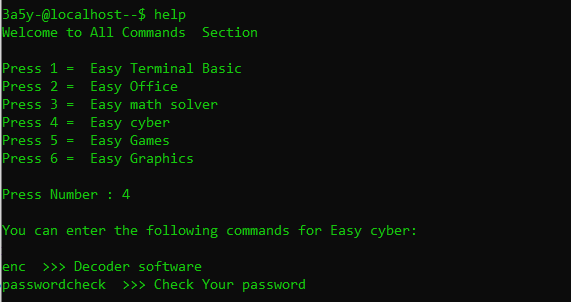 3a5y-@localhost--$ help
Welcome to All Commands  Section
Press 1 =  Easy Terminal Basic
Press 2 =  Easy Office
Press 3 =  Easy math solver
Press 4 =  Easy cyber
Press 5 =  Easy Games
Press 6 =  Easy Graphics
Press Number : 4
You can enter the following commands for Easy cyber:
enc  >>> Decoder software
passwordcheck  >>> Check Your password